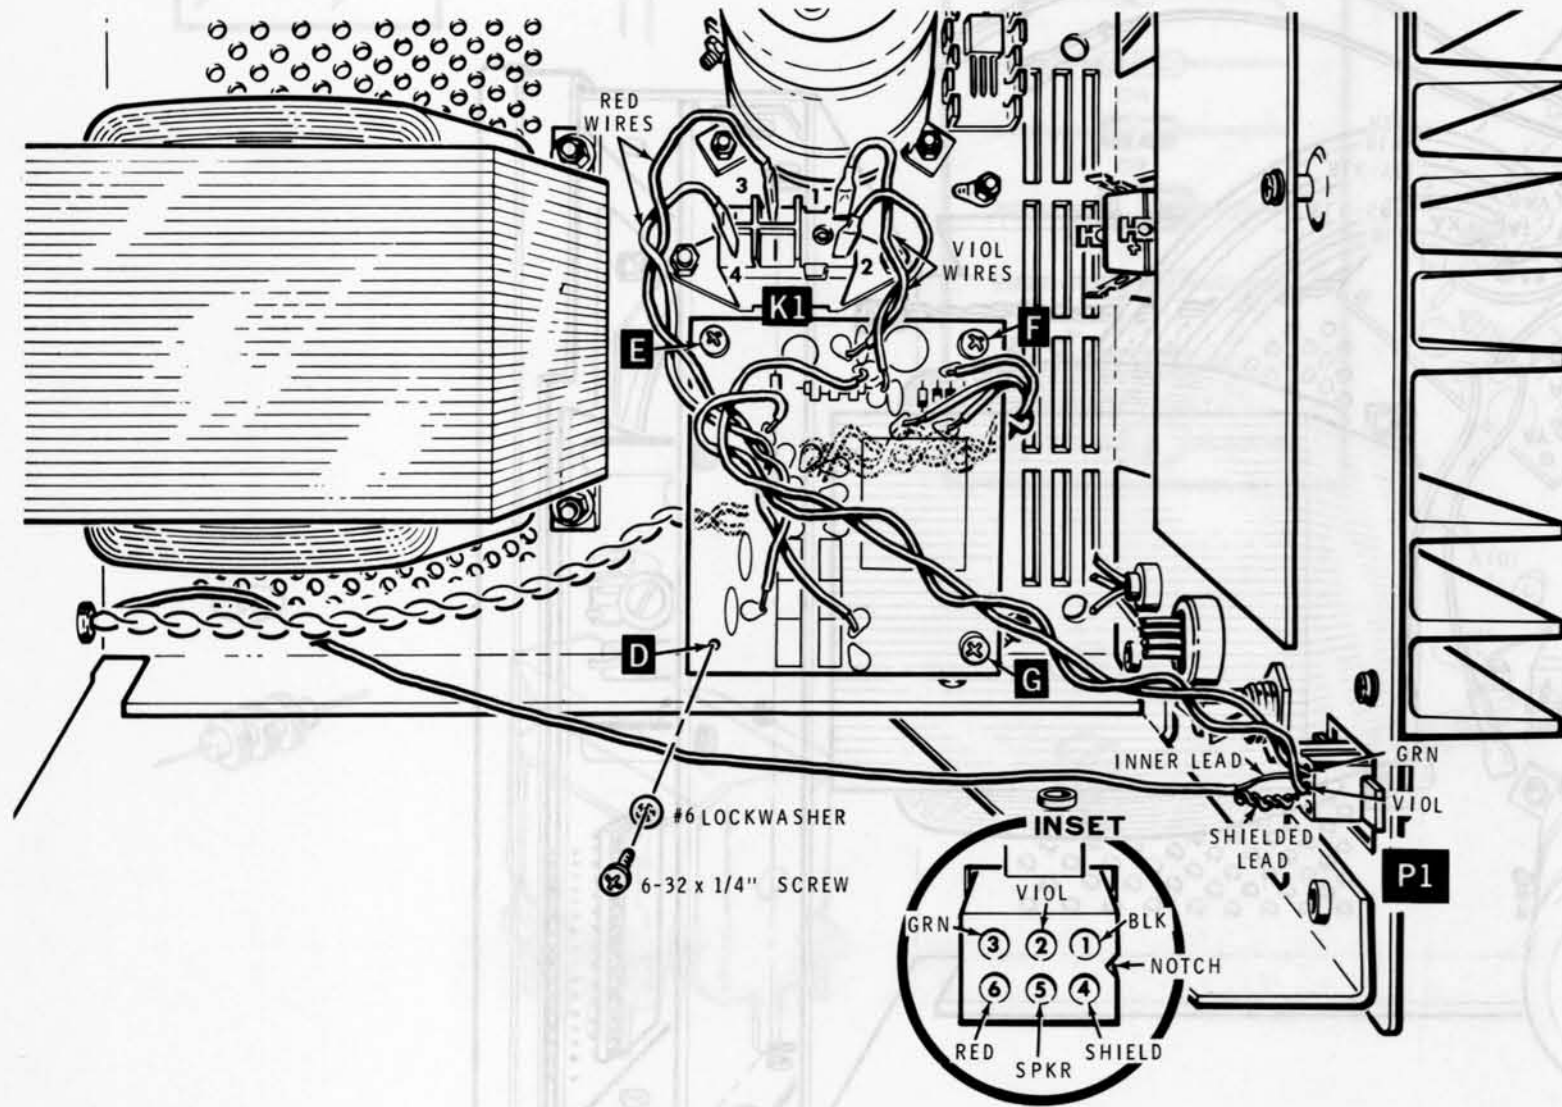 RED
WIRES
3
1
4
2
VIOL
WIRES
K1
E
F
D
G
INNER LEAD
GRN
VIOL
SHIELDED
LEAD
P1
#6 LOCKWASHER
6-32 x 1/4" SCREW
INSET
VIOL
GRN
BLK
3 2 1
NOTCH
6 5 4
RED
SPKR
SHIELD